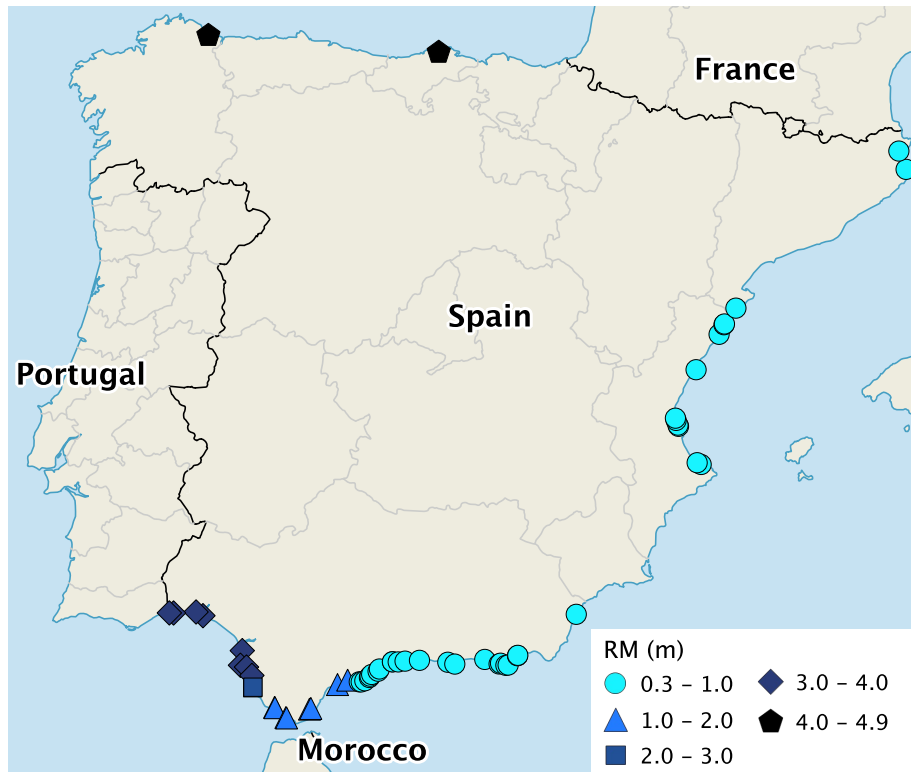 France
Spain
Portugal
Morocco
RM (m)
0.3 – 1.0
1.0 – 2.0
2.0 – 3.0
3.0 – 4.0
4.0 – 4.9